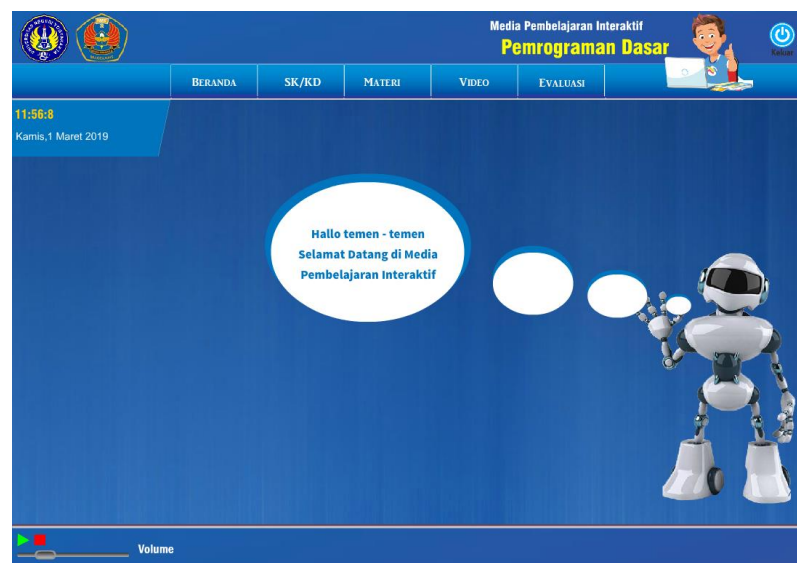 Media Pembelajaran Interaktif
Pemrograman Dasar
Keluar
BERANDA SK/KD MATERI VIDEO EVALUASI
11:56:8
Kamis,1 Maret 2019
Hallo temen - temen
Selamat Datang di Media
Pembelajaran Interaktif
Volume